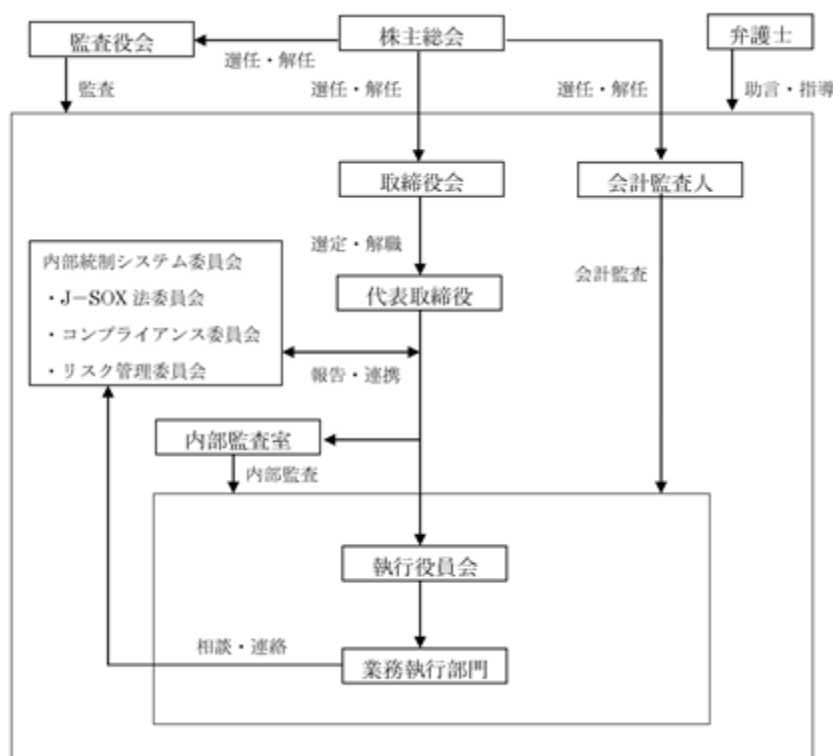 監査役会
株主総会
弁護士
選任・解任
監査
選任・解任
選任・解任
助言・指導
取締役会
会計監査人
選定・解職
内部統制システム委員会
会計監査
・J－SOX 法委員会
代表取締役
・コンプライアンス委員会
・リスク管理委員会
報告・連携
内部監査室
内部監査
執行役員会
相談・連絡
業務執行部門